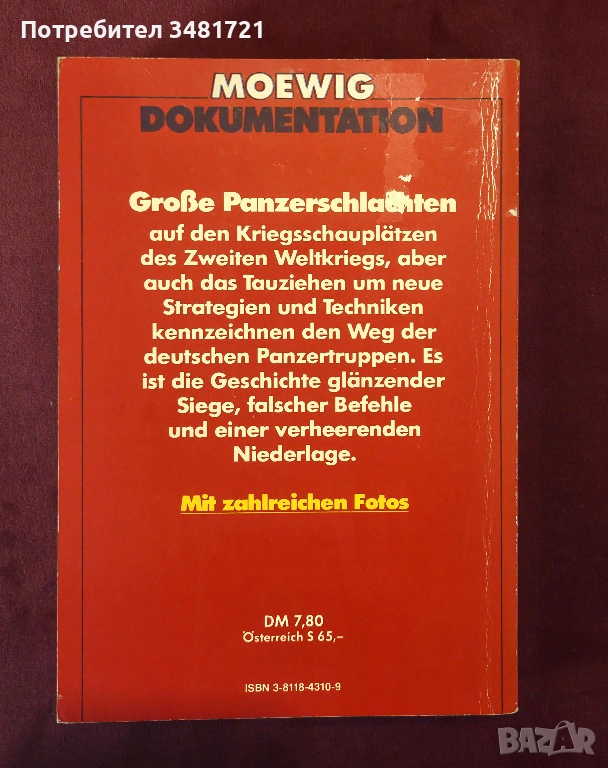 Потребител 3481721
MOEWIG
DOKUMENTATION
Große Panzerschlachten
auf den Kriegsschauplätzen
des Zweiten Weltkriegs, aber
auch das Tauziehen um neue
Strategien und Techniken
kennzeichnen den Weg der
deutschen Panzertruppen. Es
ist die Geschichte glänzender
Siege, falscher Befehle
und einer verheerenden
Niederlage.
Mit zahlreichen Fotos
DM 7,80
Österreich S 65,–
ISBN 3-8118-4310-9
BAZAR